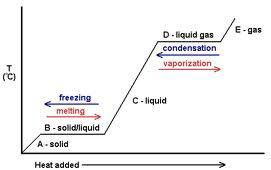 D - liquid gas
E - gas
condensation
vaporization
T
(°C)
freezing
melting
C - liquid
B - solid/liquid
A - solid
Heat added